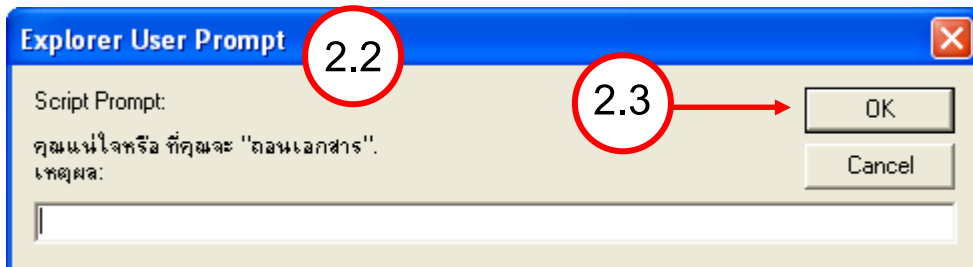 Explorer User Prompt
2.2
Script Prompt:
2.3
OK
คุณแน่ใจหรือ ที่คุณจะ "ถอนเอกสาร".
เหตุผล:
Cancel